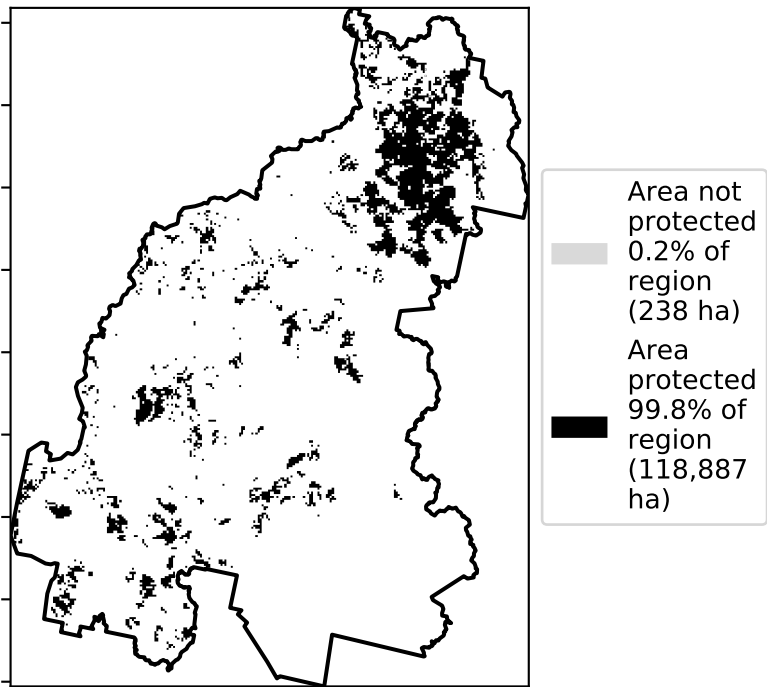 Area not
protected
0.2% of
region
(238 ha)
Area
protected
99.8% of
region
(118,887
ha)